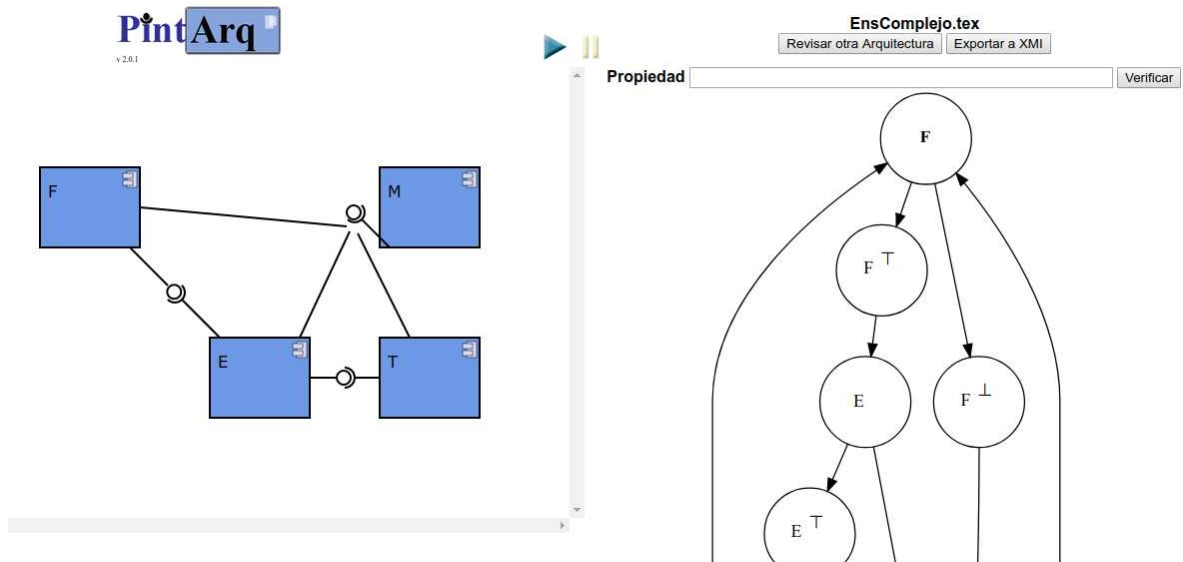 PintArq
v 2.0.1
EnsComplejo.tex
Revisar otra Arquitectura Exportar a XMI
Propiedad Verificar
F
M
E
T
F
F ⊤
E
F ⊥
E ⊤